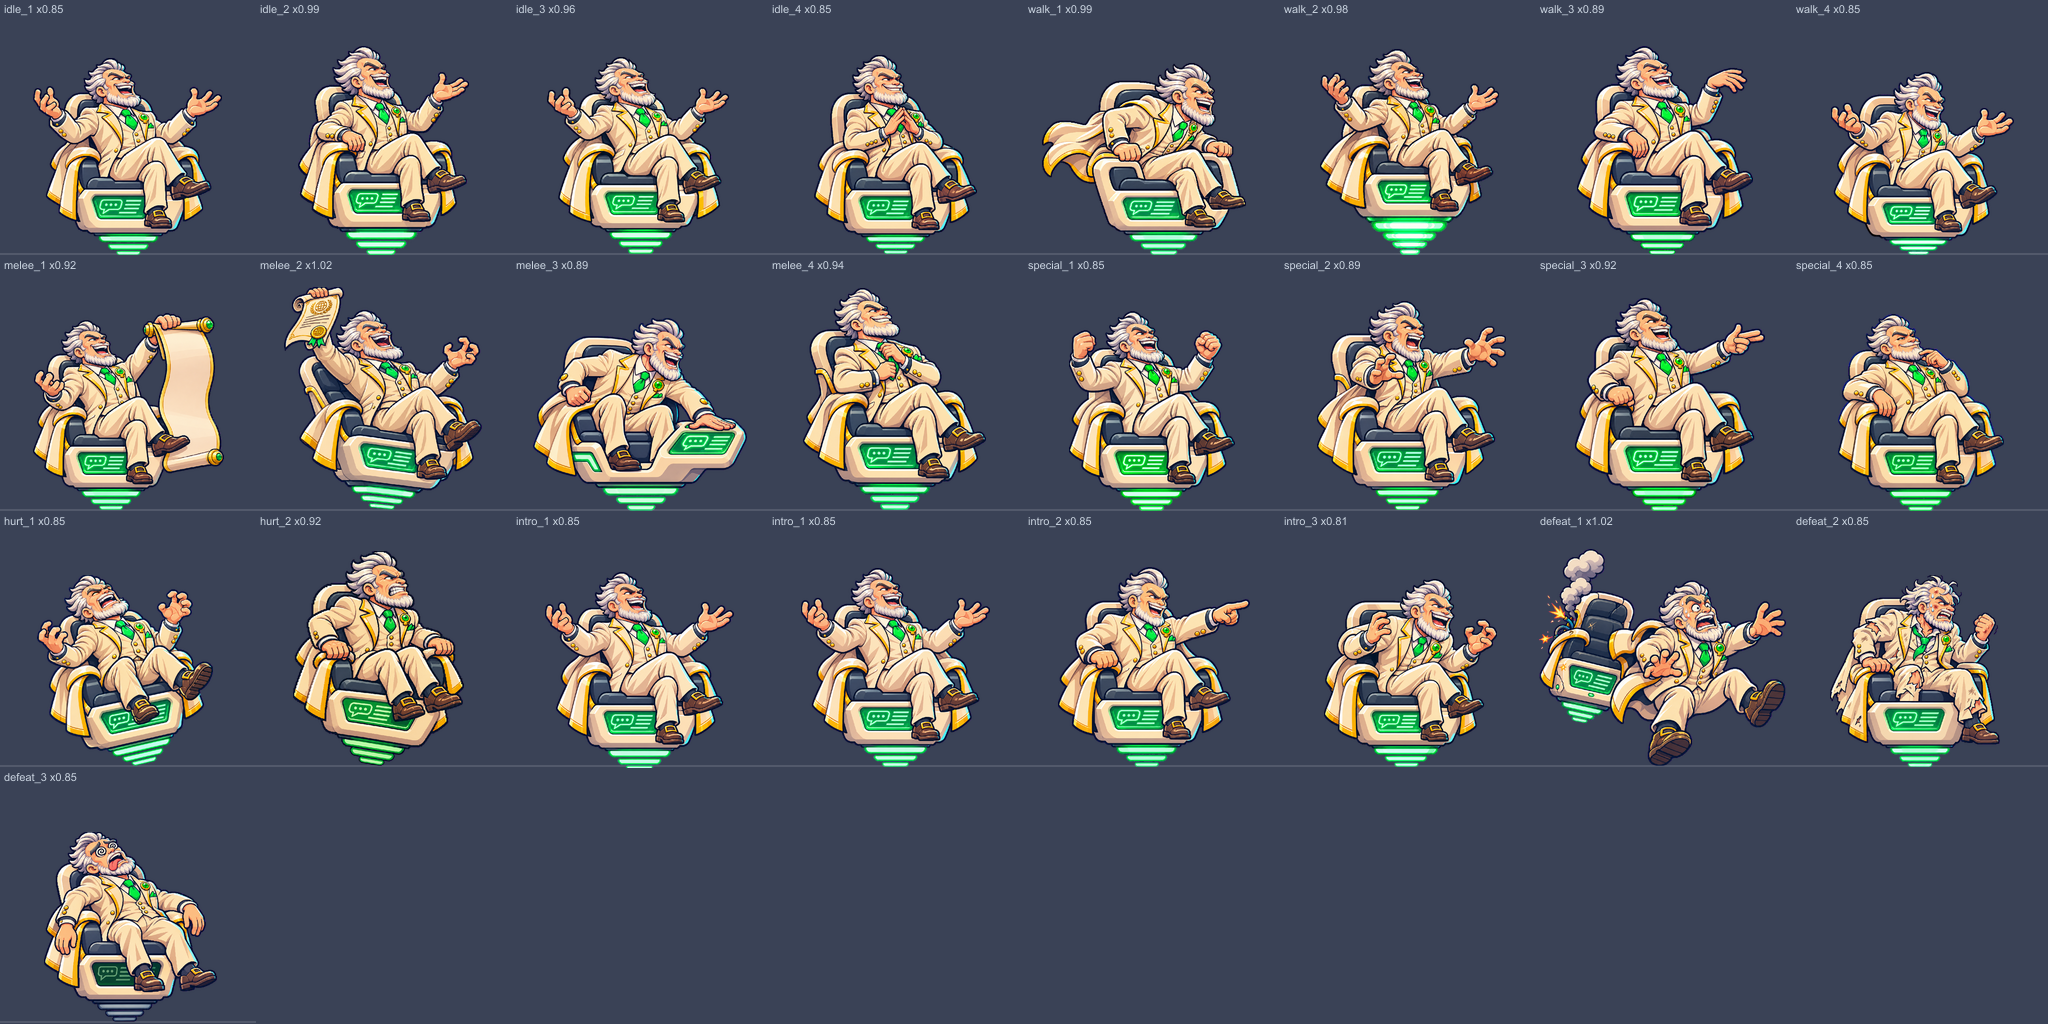 idle_1 x0.85
idle_2 x0.99
idle_3 x0.96
idle_4 x0.85
walk_1 x0.99
walk_2 x0.98
walk_3 x0.89
walk_4 x0.85
melee_1 x0.92
melee_2 x1.02
melee_3 x0.89
melee_4 x0.94
special_1 x0.85
special_2 x0.89
special_3 x0.92
special_4 x0.85
hurt_1 x0.85
hurt_2 x0.92
intro_1 x0.85
intro_1 x0.85
intro_2 x0.85
intro_3 x0.81
defeat_1 x1.02
defeat_2 x0.85
defeat_3 x0.85